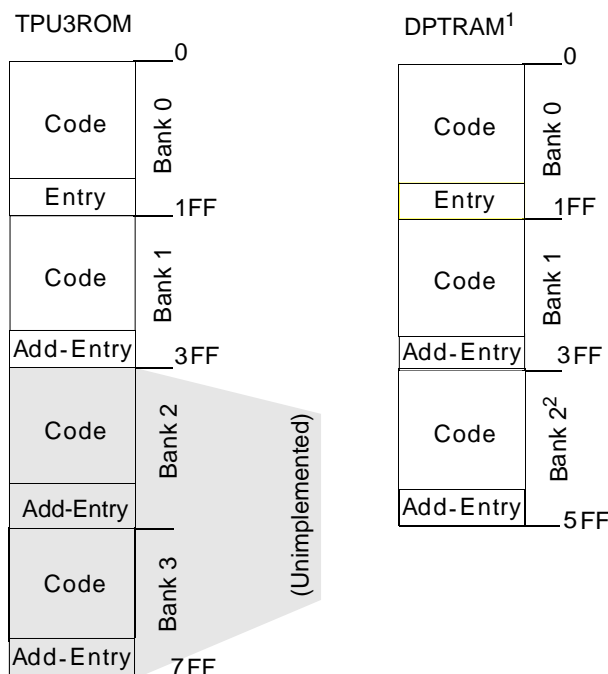 TPU3ROM
0
Code
Bank 0
Entry
1FF
Code
Bank 1
Add-Entry
3FF
Code
Bank 2
Add-Entry
Code
Bank 3
Add-Entry
7FF
(Unimplemented)
DPTRAM¹
0
Code
Bank 0
Entry
1FF
Code
Bank 1
Add-Entry
3FF
Code
Bank 2²
Add-Entry
5FF